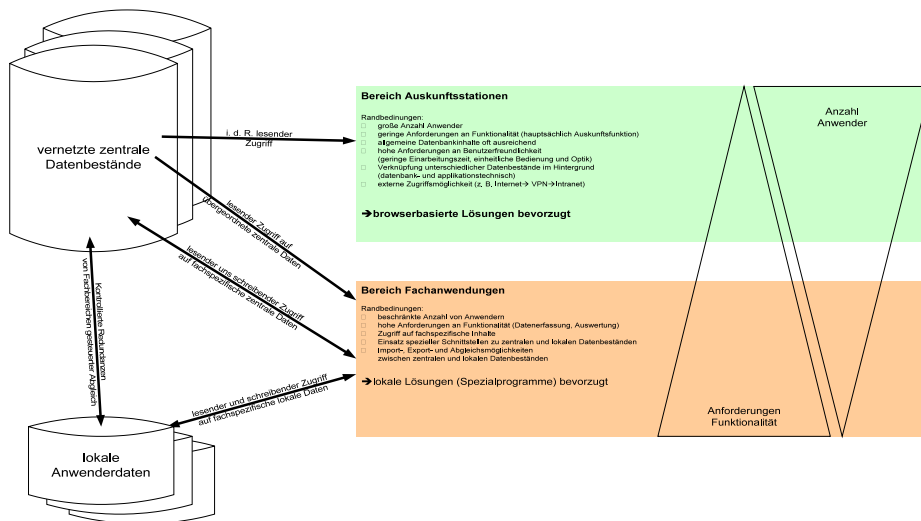 vernetzte zentrale
Datenbestände
i. d. R. lesender
Zugriff
lesender Zugriff auf
übergeordnete zentrale Daten
lesender uns schreibender Zugriff
auf fachspezifische zentrale Daten
Kontrollierte Redundanzen
von Fachbereichen gesteuerter Abgleich
lesender und schreibender Zugriff
auf fachspezifische lokale Daten
lokale
Anwenderdaten
Bereich Auskunftsstationen
Randbedinungen:
große Anzahl Anwender
geringe Anforderungen an Funktionalität (hauptsächlich Auskunftsfunktion)
allgemeine Datenbankinhalte oft ausreichend
hohe Anforderungen an Benutzerfreundlichkeit
(geringe Einarbeitungszeit, einheitliche Bedienung und Optik)
Verknüpfung unterschiedlicher Datenbestände im Hintergrund
(datenbank- und applikationstechnisch)
externe Zugriffsmöglichkeit (z, B, Internet→ VPN→Intranet)
➔browserbasierte Lösungen bevorzugt
Bereich Fachanwendungen
Randbedinungen:
beschränkte Anzahl von Anwendern
hohe Anforderungen an Funktionalität (Datenerfassung, Auswertung)
Zugriff auf fachspezifische Inhalte
Einsatz spezieller Schnittstellen zu zentralen und lokalen Datenbeständen
Import-, Export- und Abgleichsmöglichkeiten
zwischen zentralen und lokalen Datenbeständen
➔lokale Lösungen (Spezialprogramme) bevorzugt
Anzahl
Anwender
Anforderungen
Funktionalität